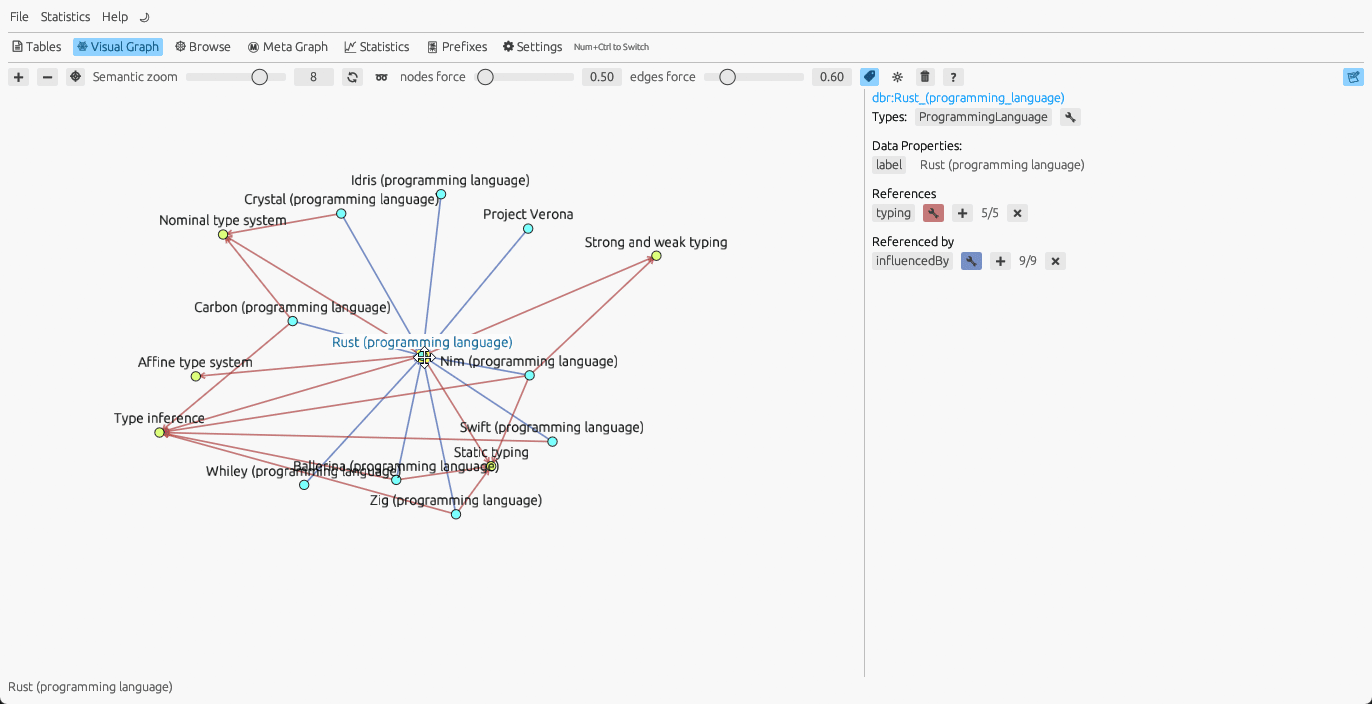 File Statistics Help
Tables Visual Graph Browse Meta Graph Statistics Prefixes Settings Num+Ctrl to Switch
Semantic zoom 8 nodes force 0.50 edges force 0.60 ?
Idris (programming language)
Crystal (programming language)
Project Verona
Nominal type system
Strong and weak typing
Carbon (programming language)
Rust (programming language)
Affine type system
Nim (programming language)
Type inference
Swift (programming language)
Static typing
Ballerina (programming language)
Whiley (programming language)
Zig (programming language)
dbr:Rust_(programming_language)
Types: ProgrammingLanguage
Data Properties:
label Rust (programming language)
References
typing 5/5
Referenced by
influencedBy 9/9
Rust (programming language)